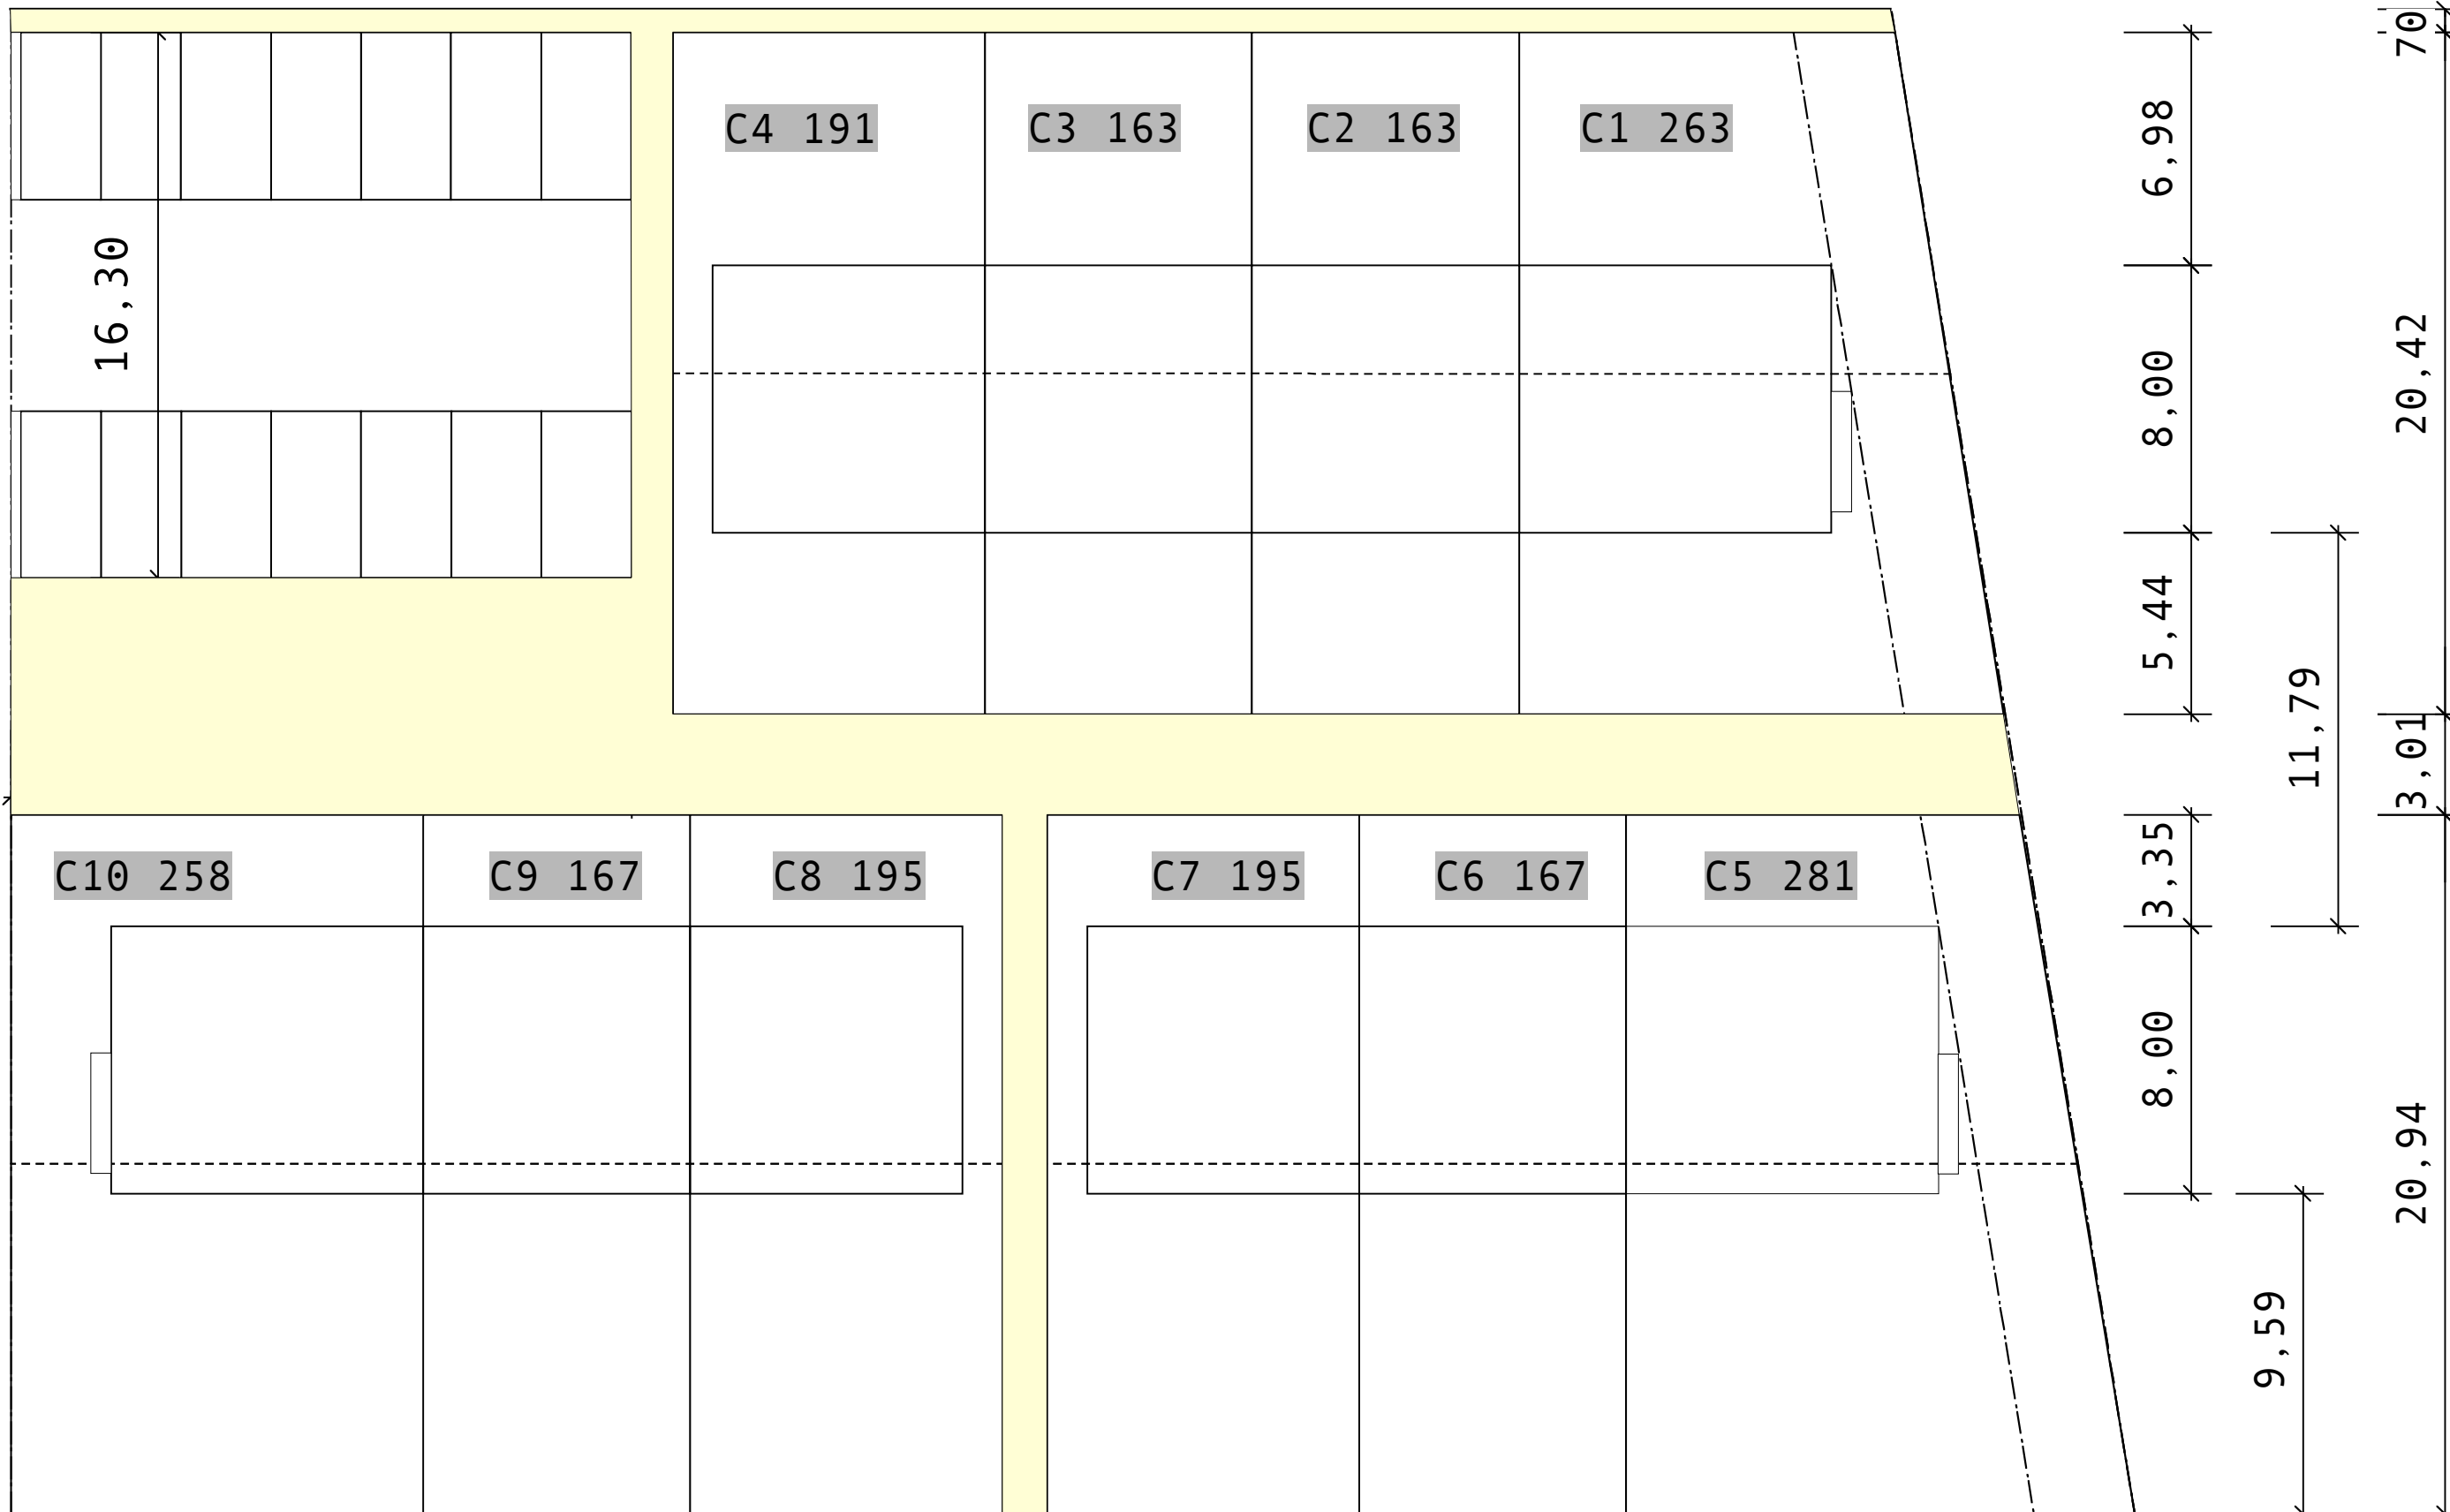 70
C4 191
C3 163
C2 163
C1 263
6,98
16,30
8,00
20,42
5,44
11,79
3,01
C10 258
C9 167
C8 195
C7 195
C6 167
C5 281
3,35
8,00
20,94
9,59